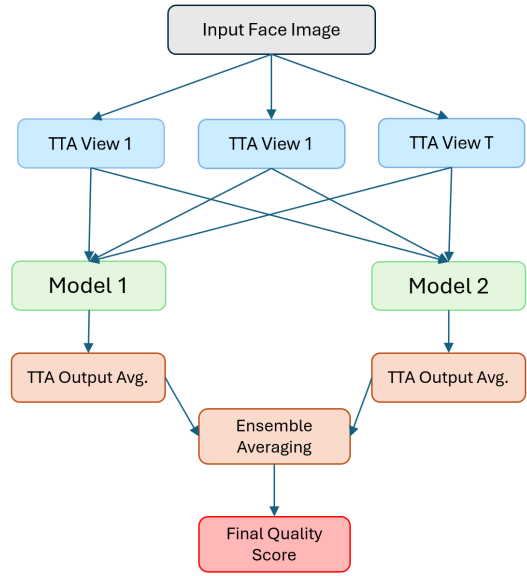 Input Face Image
TTA View 1
TTA View 1
TTA View T
Model 1
Model 2
TTA Output Avg.
TTA Output Avg.
Ensemble
Averaging
Final Quality
Score